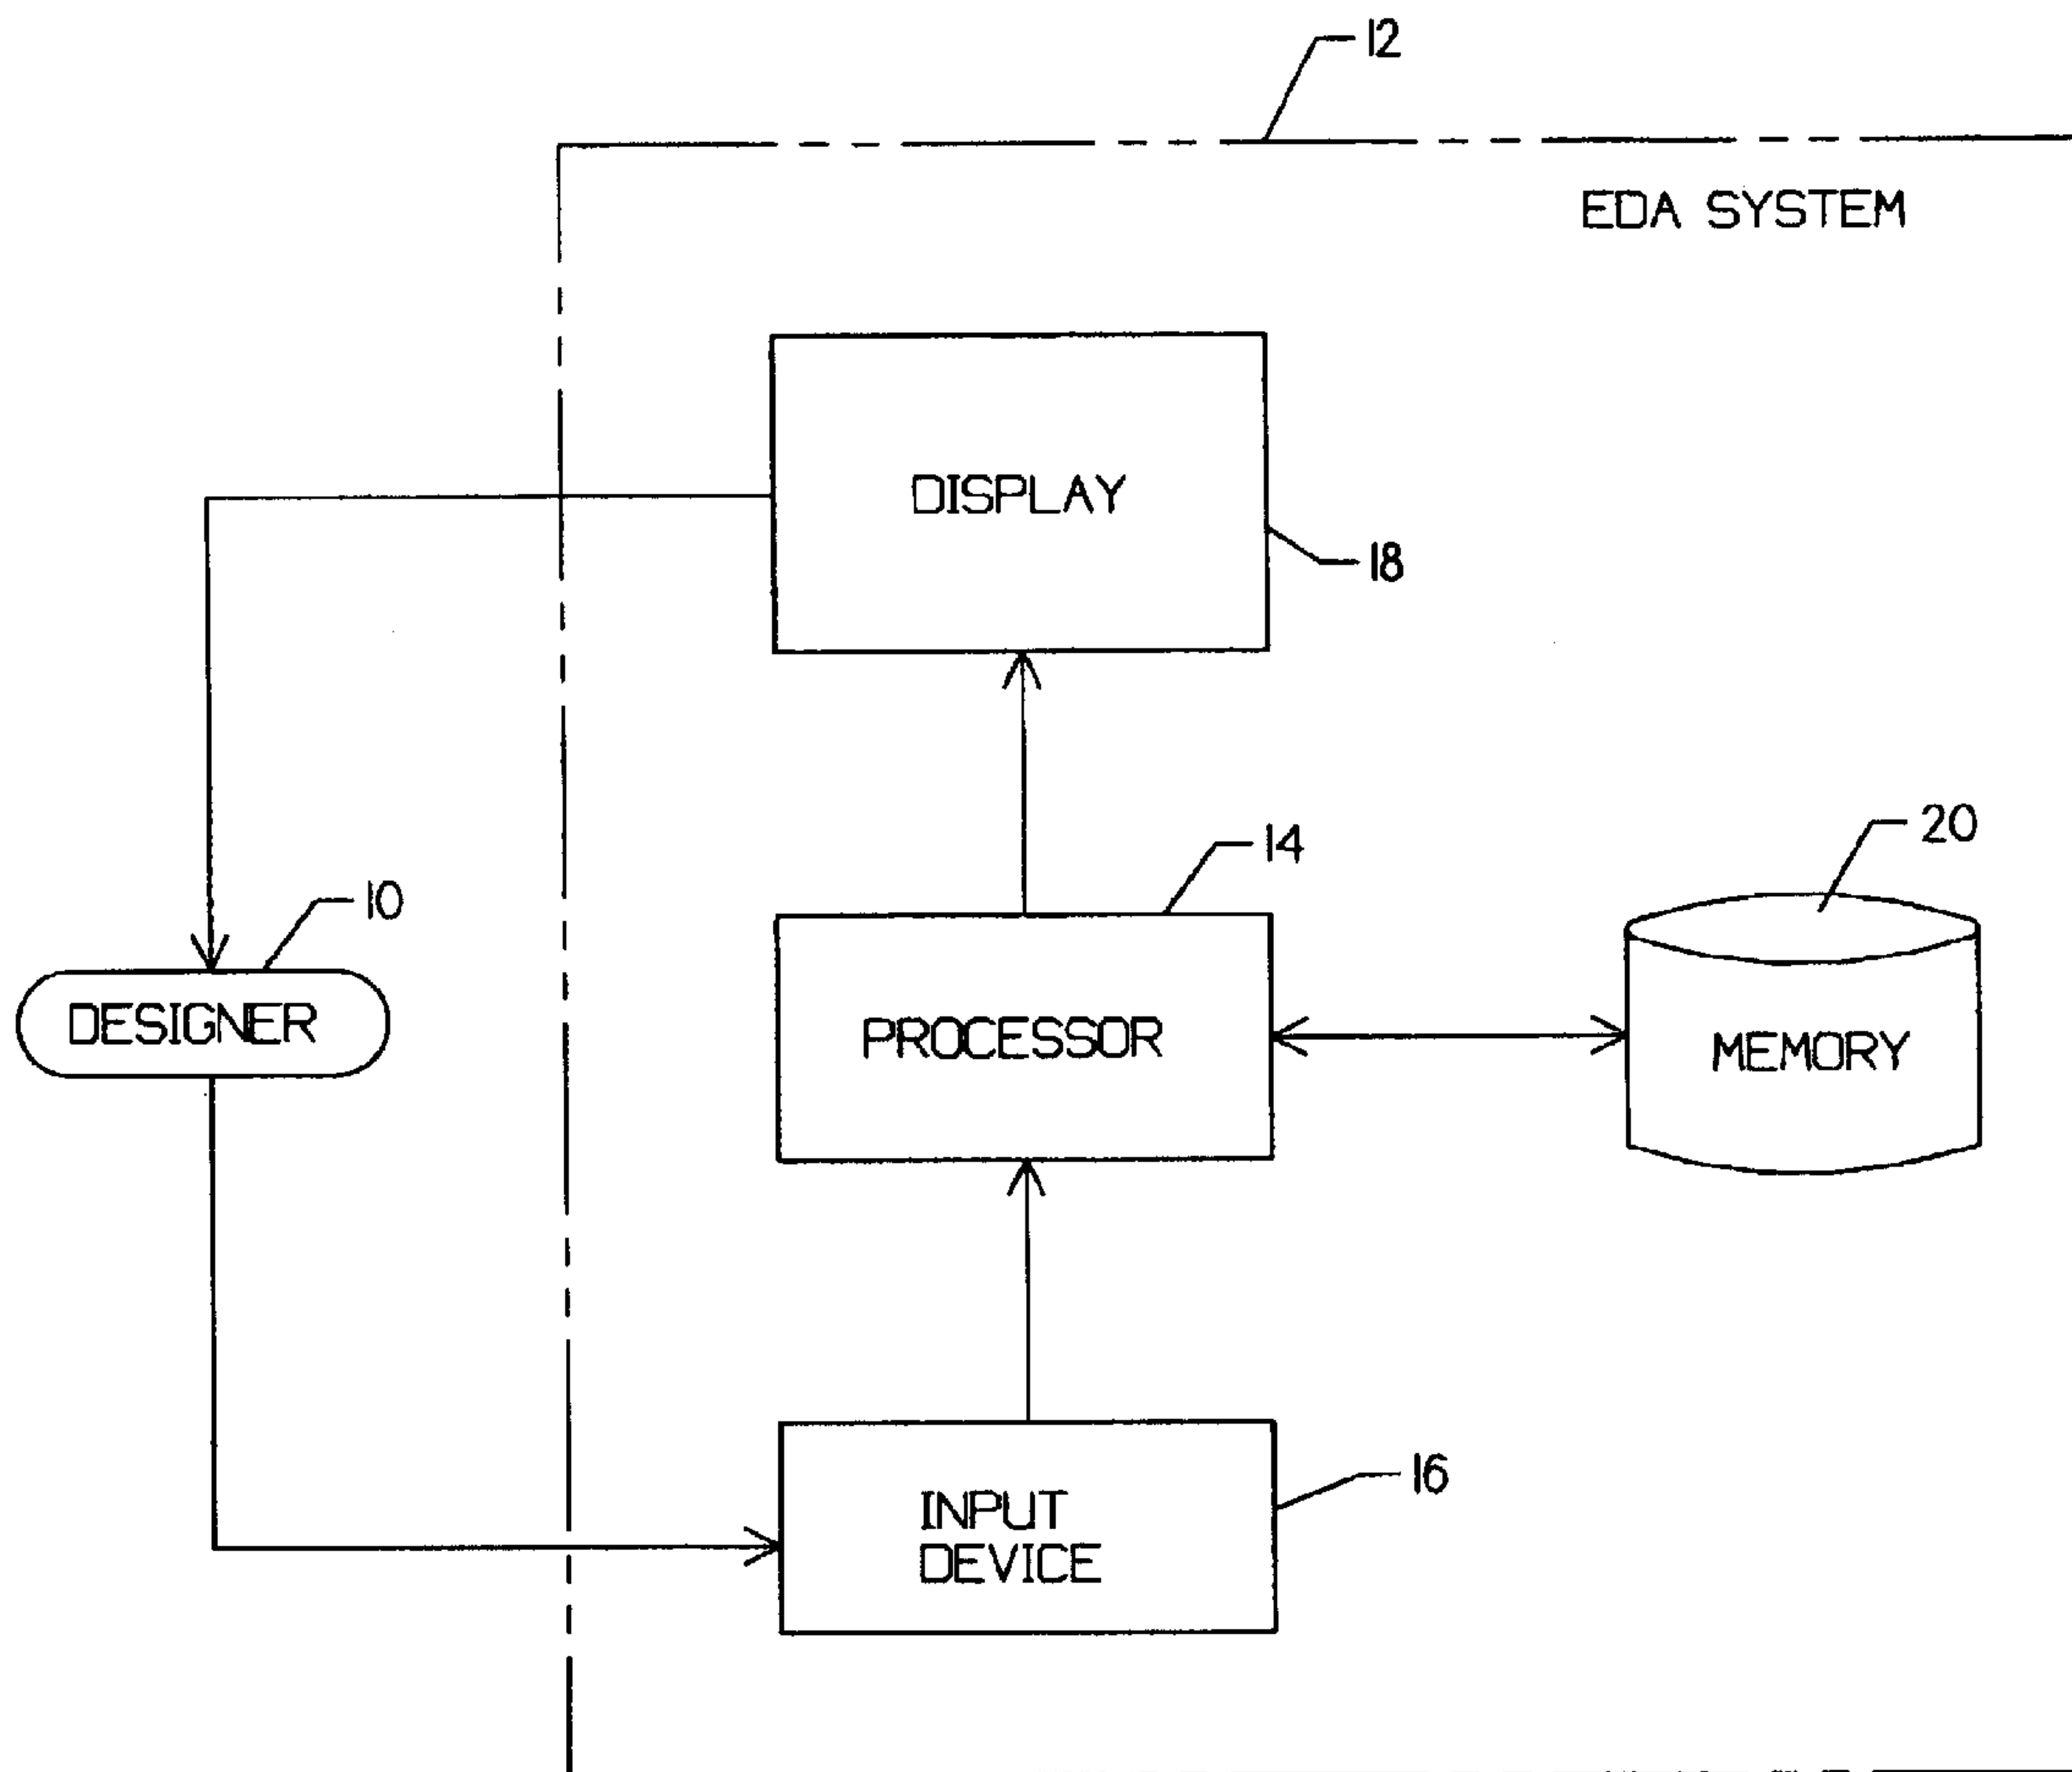 12
EDA SYSTEM
DISPLAY
18
14
20
10
DESIGNER
PROCESSOR
MEMORY
16
INPUT
DEVICE